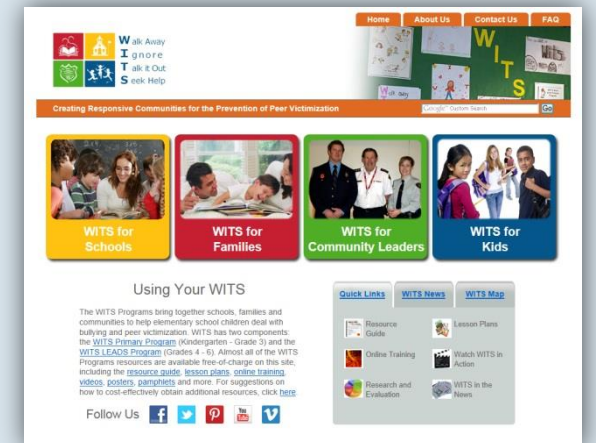 Home About Us Contact Us FAQ
Walk Away
Ignore
Talk it Out
Seek Help
WITS
Walk away
Creating Responsive Communities for the Prevention of Peer Victimization
Google™ Custom Search Go
WITS for Schools
WITS for Families
WITS for Community Leaders
WITS for Kids
Using Your WITS
The WITS Programs bring together schools, families and
communities to help elementary school children deal with
bullying and peer victimization. WITS has two components:
the WITS Primary Program (Kindergarten - Grade 3) and the
WITS LEADS Program (Grades 4 - 6). Almost all of the WITS
Programs resources are available free-of-charge on this site,
including the resource guide, lesson plans, online training,
videos, posters, pamphlets and more. For suggestions on
how to cost-effectively obtain additional resources, click here.
Follow Us
You Tube
Quick Links WITS News WITS Map
Resource Guide
Lesson Plans
Online Training
Watch WITS in Action
Research and Evaluation
WITS in the News